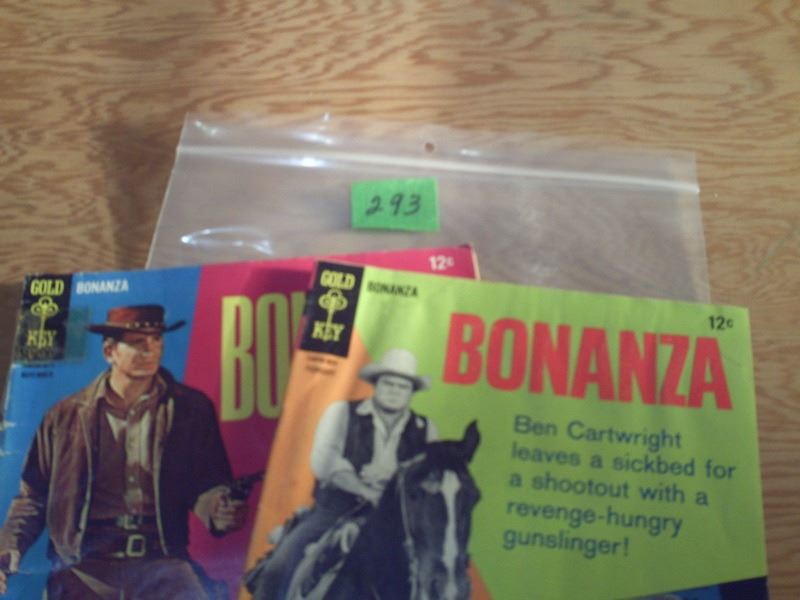 293
GOLD
KEY
BONANZA
12¢
BO
GOLD
KEY
BONANZA
12¢
BONANZA
Ben Cartwright
leaves a sickbed for
a shootout with a
revenge-hungry
gunslinger!